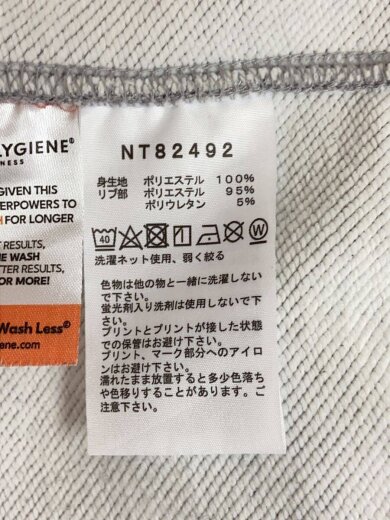 YGIENE®
NESS
GIVEN THIS
ERPOWERS TO
FOR LONGER
T RESULTS,
E WASH
TTER RESULTS,
OR MORE!
Wash Less©
ene.com
NT82492
身生地 ポリエステル 100%
リブ部 ポリエステル 95%
ポリウレタン 5%
40
W
洗濯ネット使用、弱く絞る
色物は他の物と一緒に洗濯しない
で下さい。
蛍光剤入り洗剤は使用しないで下
さい。
プリントとプリントが接した状態
での保管はお避け下さい。
プリント、マーク部分へのアイロ
ンはお避け下さい。
濡れたまま放置すると多少色落ち
や色移りすることがあります。ご
注意下さい。